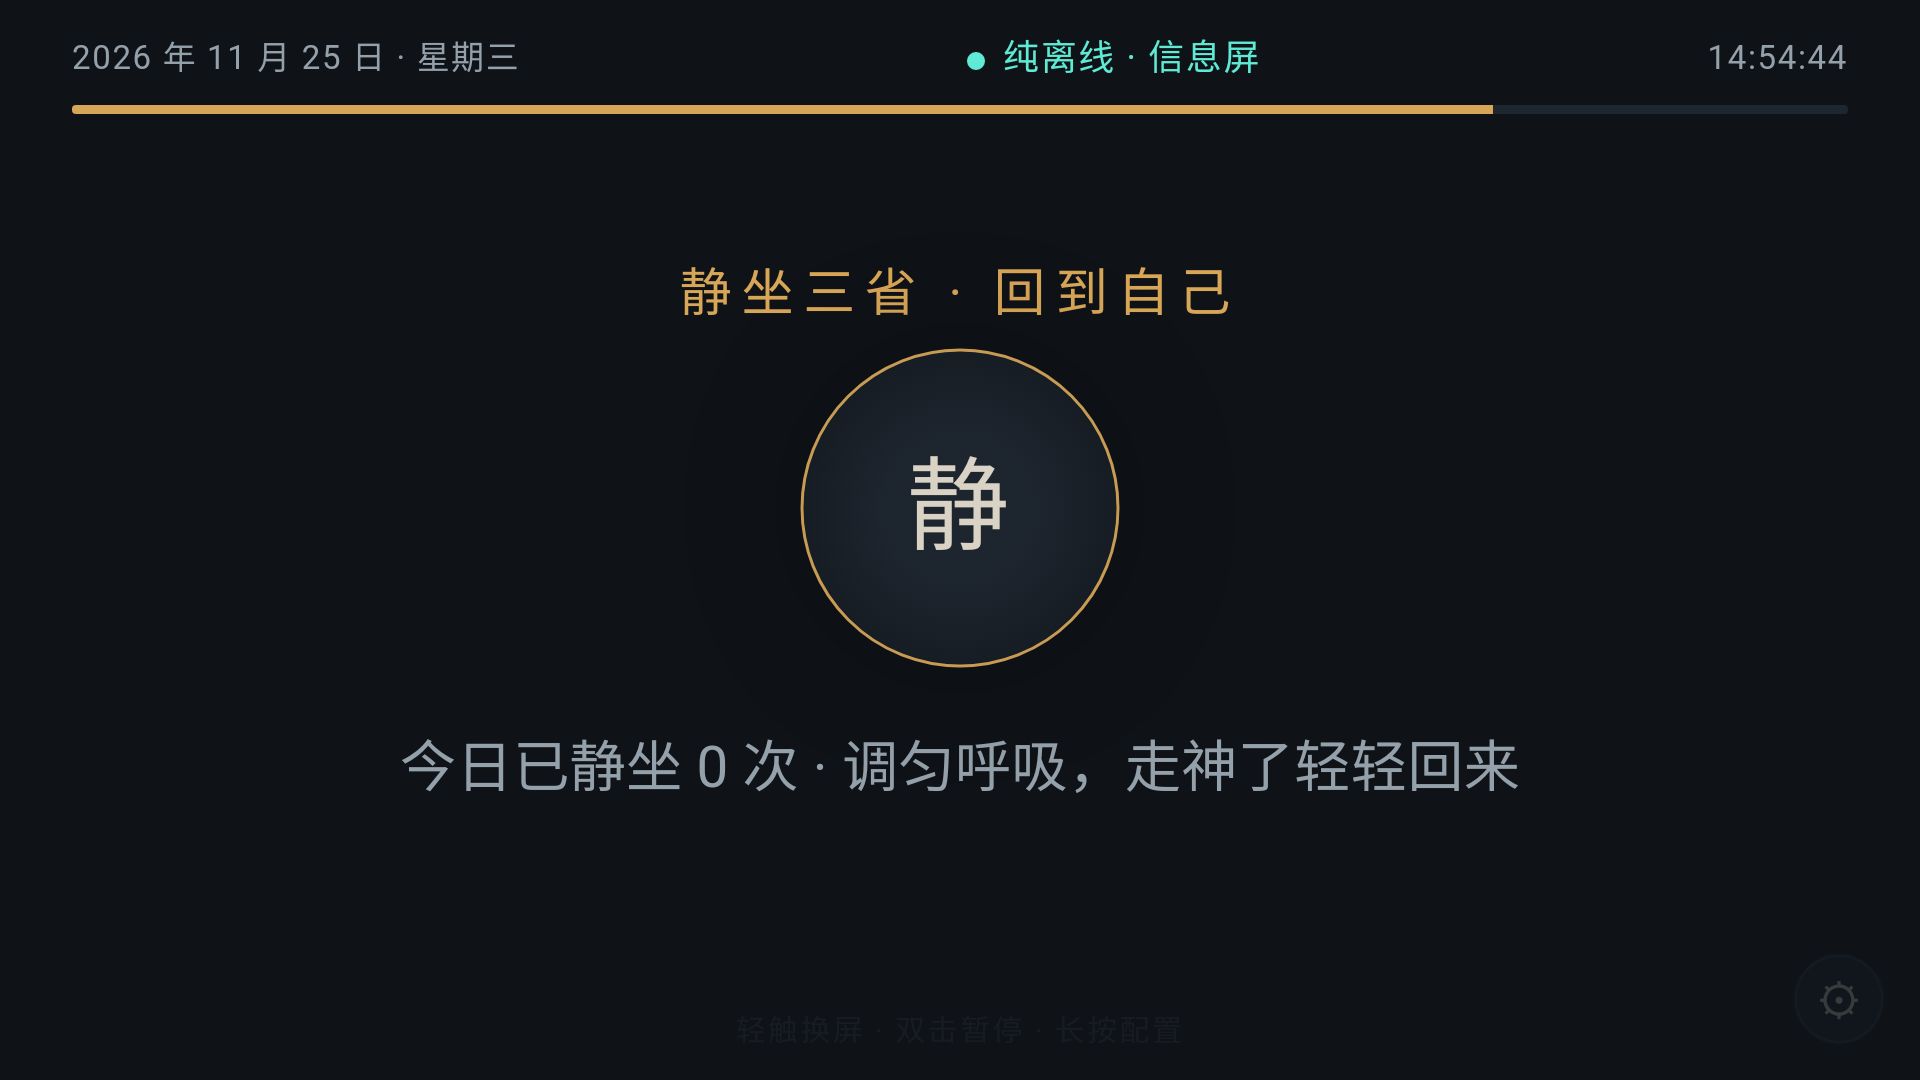 2026 年 11 月 25 日 · 星期三
纯离线 · 信息屏
14:54:44
静坐三省 · 回到自己
静
今日已静坐 0 次 · 调匀呼吸，走神了轻轻回来
轻触换屏 · 双击暂停 · 长按配置